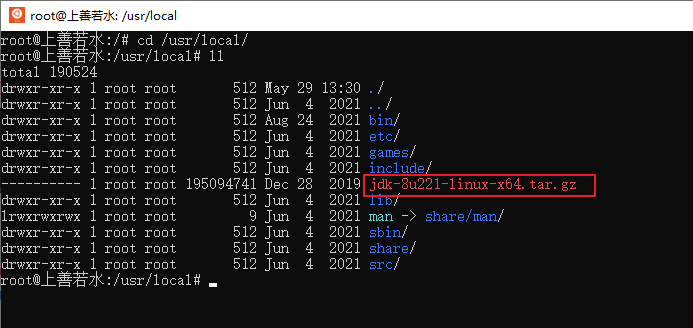 root@上善若水: /usr/local
root@上善若水:/# cd /usr/local/
root@上善若水:/usr/local# ll
total 190524
drwxr-xr-x 1 root root       512 May 29 13:30 ./
drwxr-xr-x 1 root root       512 Jun  4  2021 ../
drwxr-xr-x 1 root root       512 Aug 24  2021 bin/
drwxr-xr-x 1 root root       512 Jun  4  2021 etc/
drwxr-xr-x 1 root root       512 Jun  4  2021 games/
drwxr-xr-x 1 root root       512 Jun  4  2021 include/
---------- 1 root root 195094741 Dec 28  2019 jdk-8u221-linux-x64.tar.gz
drwxr-xr-x 1 root root       512 Jun  4  2021 lib/
lrwxrwxrwx 1 root root         9 Jun  4  2021 man -> share/man/
drwxr-xr-x 1 root root       512 Jun  4  2021 sbin/
drwxr-xr-x 1 root root       512 Jun  4  2021 share/
drwxr-xr-x 1 root root       512 Jun  4  2021 src/
root@上善若水:/usr/local#